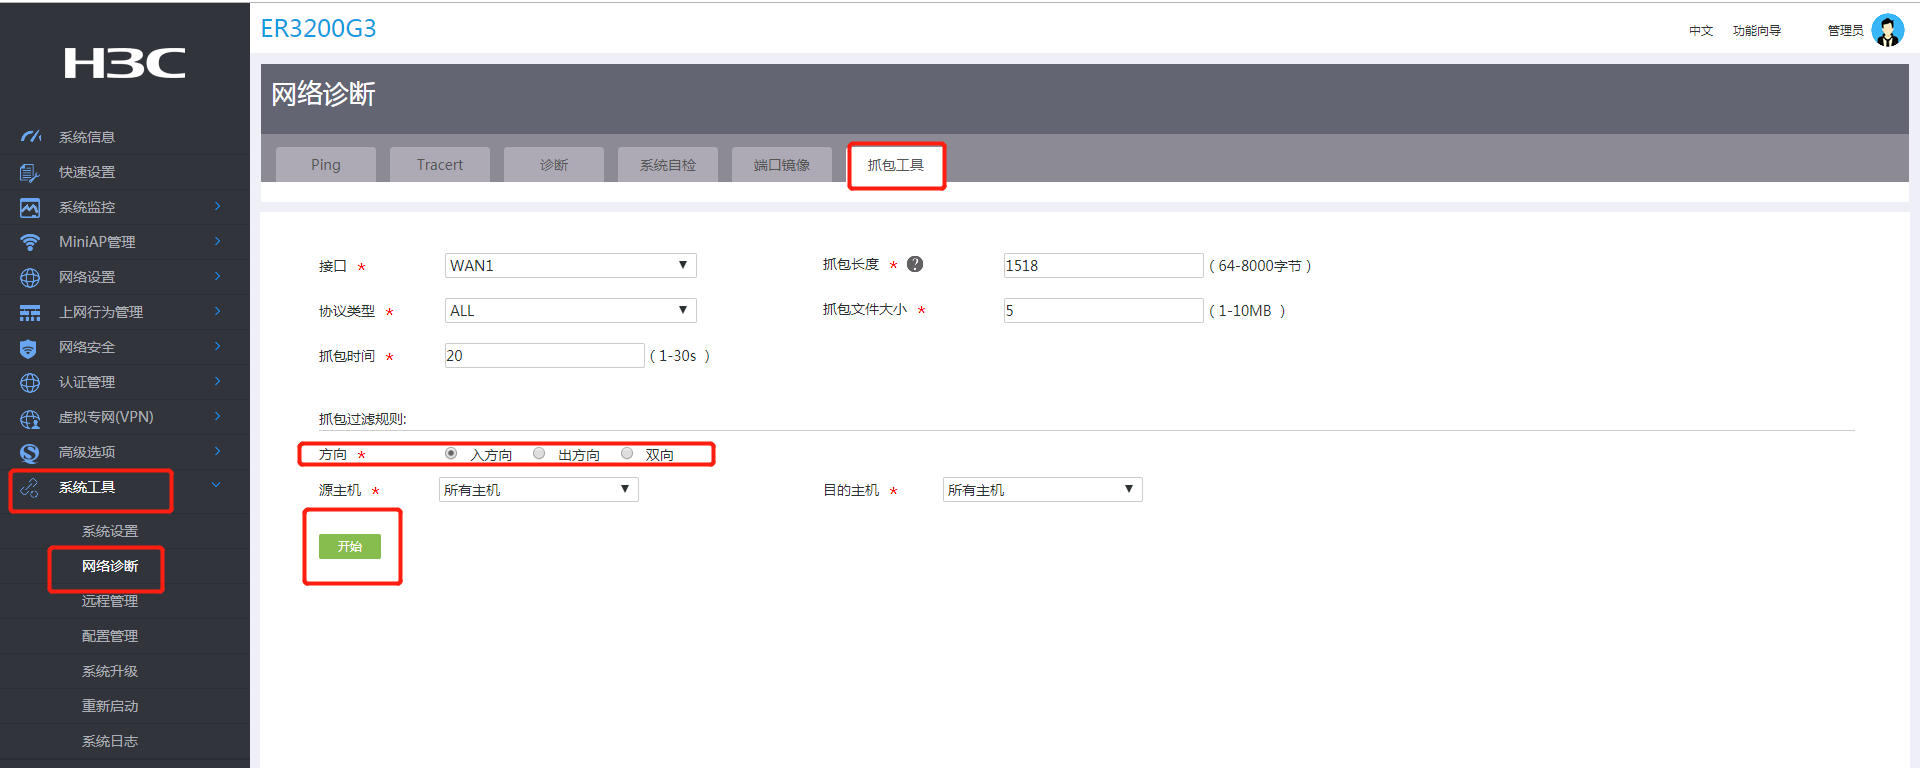 ER3200G3
中文 功能向导 管理员
H3C
系统信息
快速设置
系统监控
MiniAP管理
网络设置
上网行为管理
网络安全
认证管理
虚拟专网(VPN)
高级选项
系统工具
系统设置
网络诊断
远程管理
配置管理
系统升级
重新启动
系统日志
网络诊断
Ping Tracert 诊断 系统自检 端口镜像 抓包工具
接口 * WAN1 抓包长度 * ? 1518 (64-8000字节)
协议类型 * ALL 抓包文件大小 * 5 (1-10MB )
抓包时间 * 20 (1-30s )
抓包过滤规则:
方向 * 入方向 出方向 双向
源主机 * 所有主机 目的主机 * 所有主机
开始